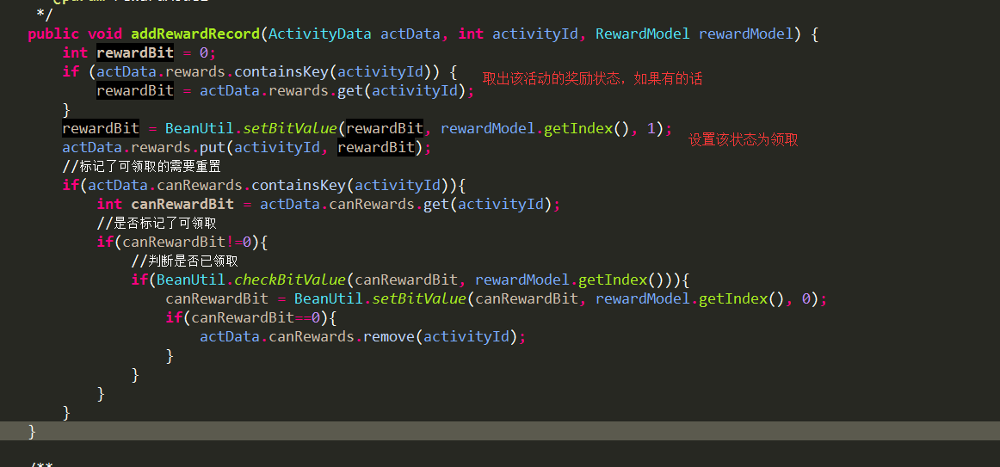 */
public void addRewardRecord(ActivityData actData, int activityId, RewardModel rewardModel) {
int rewardBit = 0;
if (actData.rewards.containsKey(activityId)) { 取出该活动的奖励状态，如果有的话
rewardBit = actData.rewards.get(activityId);
}
rewardBit = BeanUtil.setBitValue(rewardBit, rewardModel.getIndex(), 1); 设置该状态为领取
actData.rewards.put(activityId, rewardBit);
//标记了可领取的需要重置
if(actData.canRewards.containsKey(activityId)){
int canRewardBit = actData.canRewards.get(activityId);
//是否标记了可领取
if(canRewardBit!=0){
//判断是否已领取
if(BeanUtil.checkBitValue(canRewardBit, rewardModel.getIndex())){
canRewardBit = BeanUtil.setBitValue(canRewardBit, rewardModel.getIndex(), 0);
if(canRewardBit==0){
actData.canRewards.remove(activityId);
}
}
}
}
}
/**